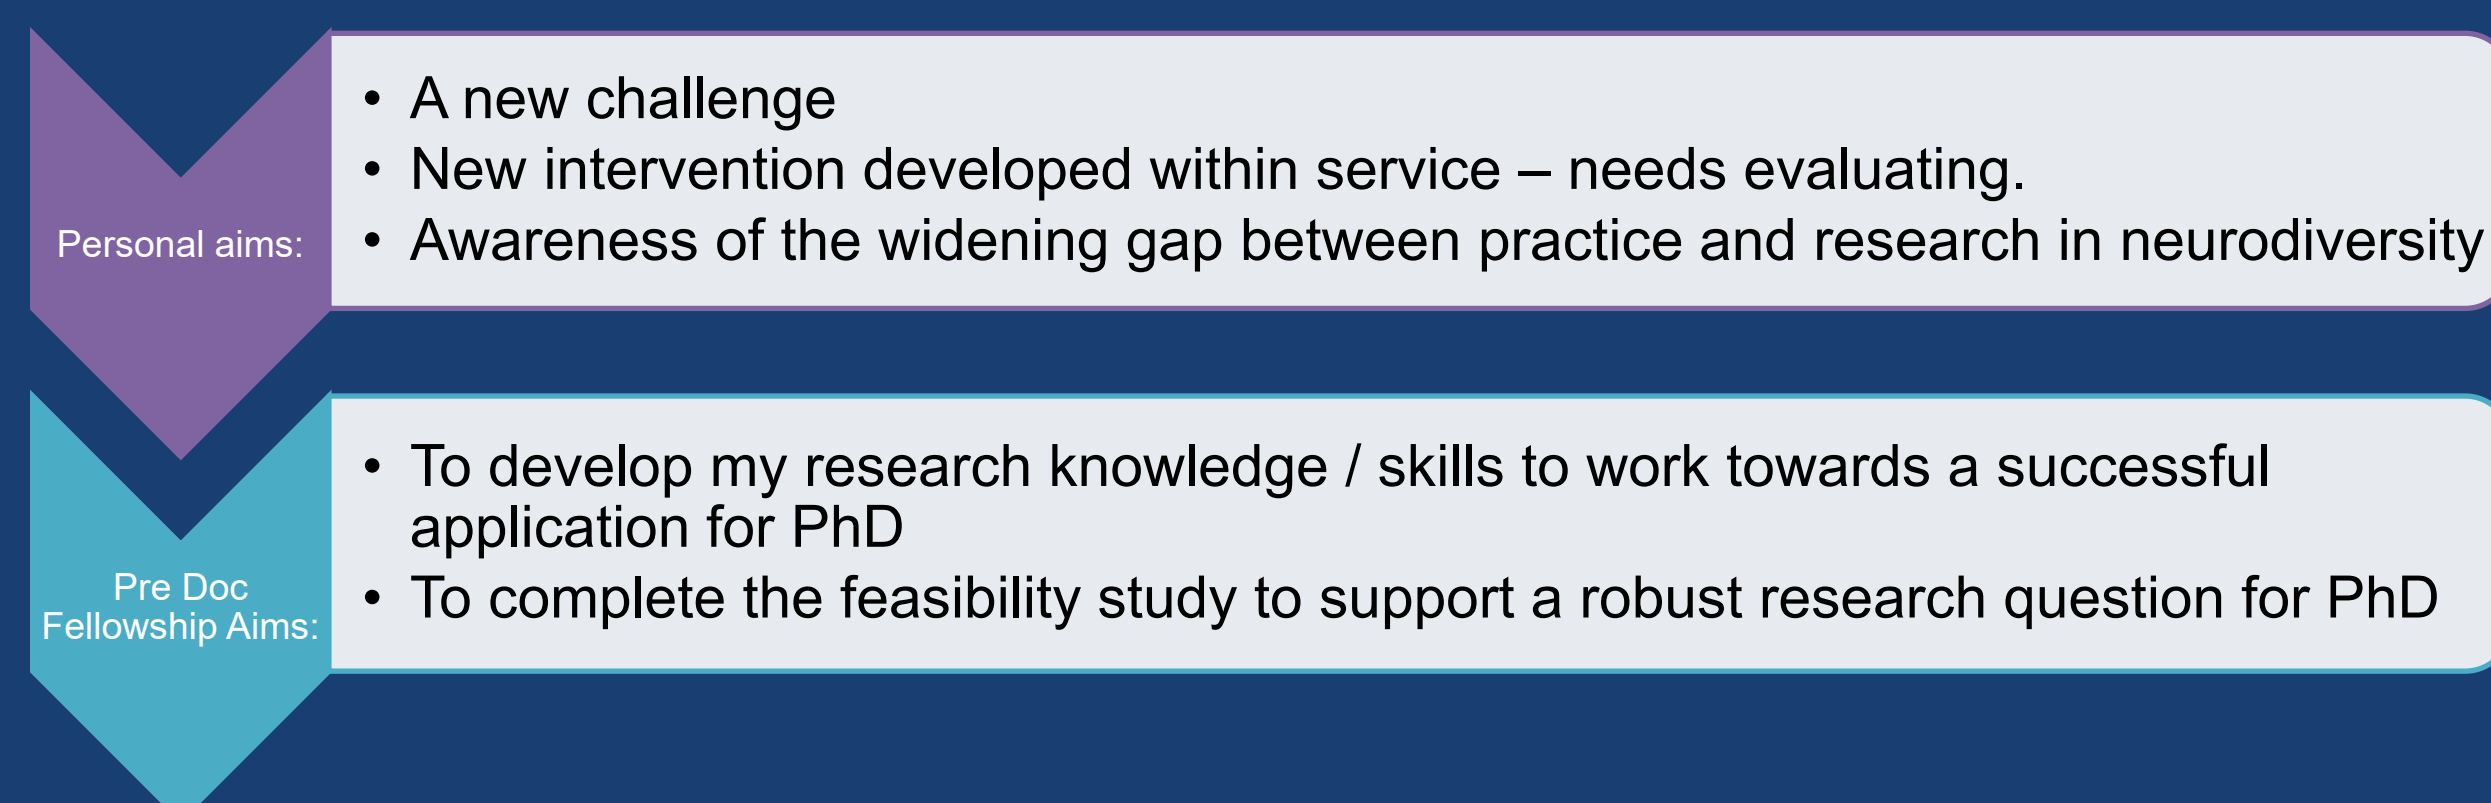 Personal aims:
• A new challenge
• New intervention developed within service – needs evaluating.
• Awareness of the widening gap between practice and research in neurodiversity
Pre Doc
Fellowship Aims:
• To develop my research knowledge / skills to work towards a successful
application for PhD
• To complete the feasibility study to support a robust research question for PhD